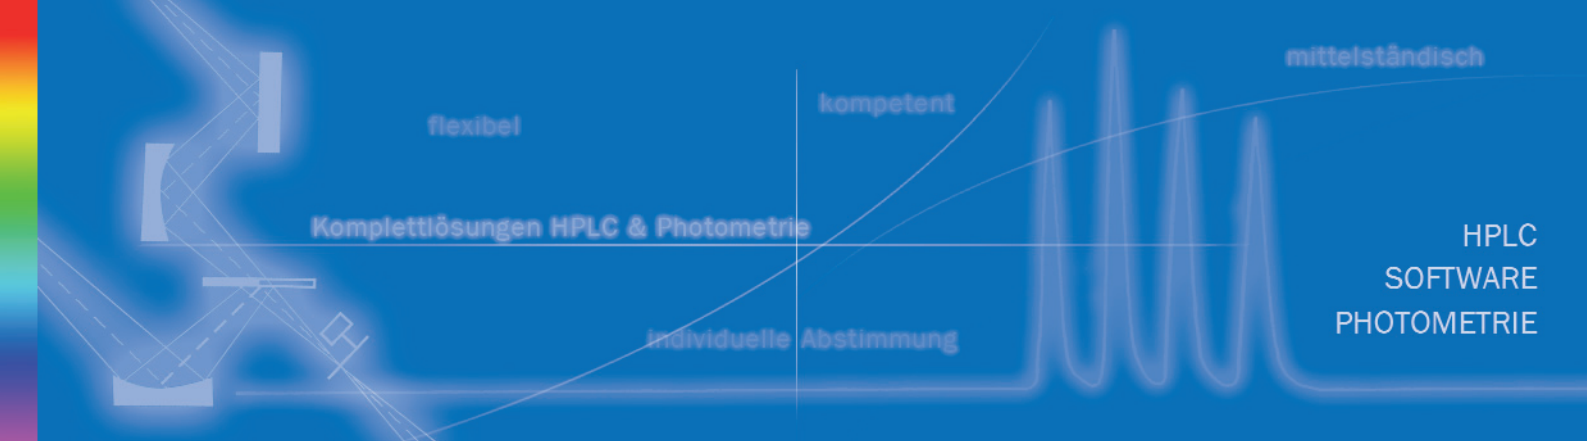 mittelständisch
kompetent
flexibel
Komplettlösungen HPLC & Photometrie
HPLC
SOFTWARE
PHOTOMETRIE
individuelle Abstimmung